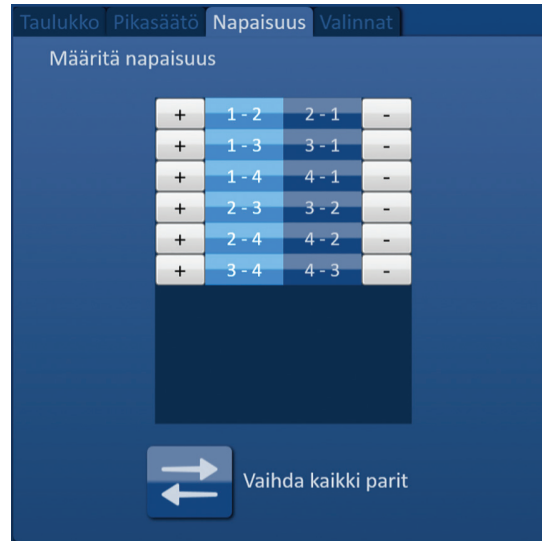 Taulukko Pikasäätö Napaisuus Valinnat
Määritä napaisuus
+ 1 - 2 2 - 1 -
+ 1 - 3 3 - 1 -
+ 1 - 4 4 - 1 -
+ 2 - 3 3 - 2 -
+ 2 - 4 4 - 2 -
+ 3 - 4 4 - 3 -
Vaihda kaikki parit